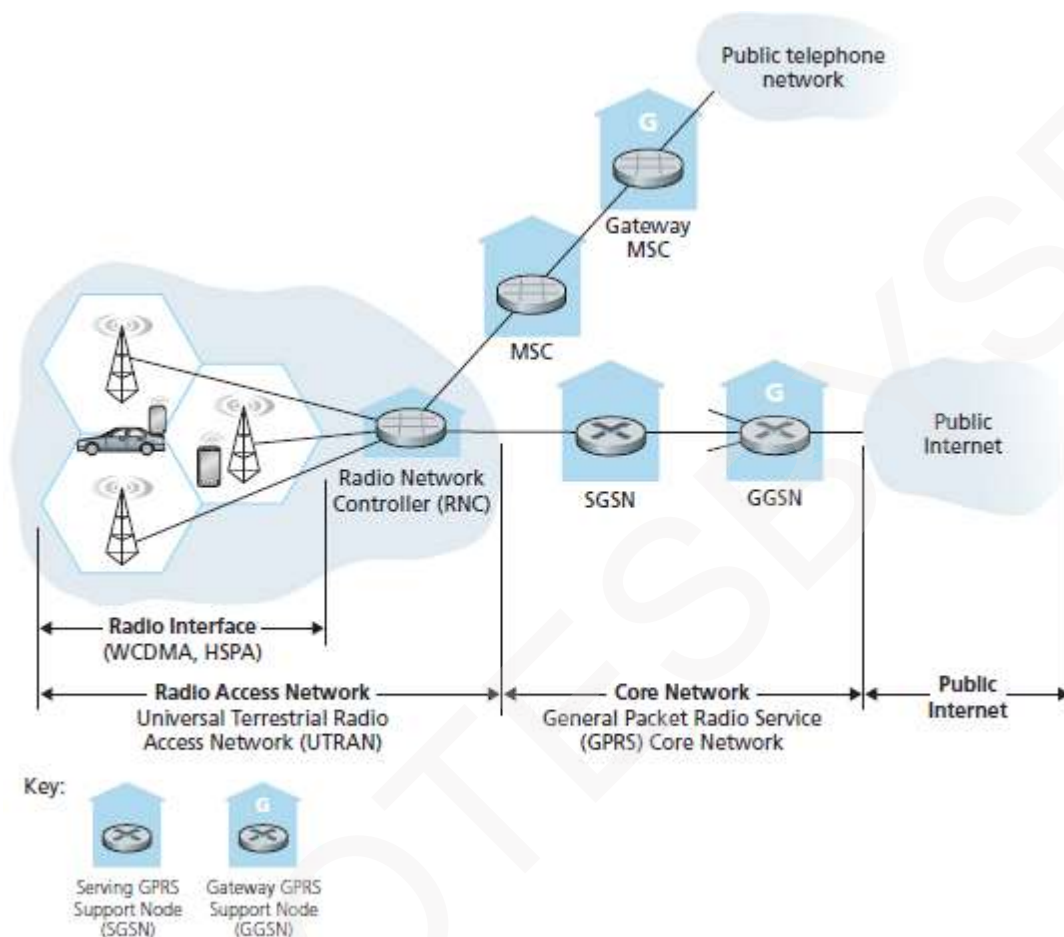 Public telephone
network
G
Gateway
MSC
MSC
G
Public
Internet
Radio Network
Controller (RNC)
SGSN
GGSN
Radio Interface
(WCDMA, HSPA)
Radio Access Network
Universal Terrestrial Radio
Access Network (UTRAN)
Core Network
General Packet Radio Service
(GPRS) Core Network
Public
Internet
Key:
G
Serving GPRS
Support Node
(SGSN)
Gateway GPRS
Support Node
(GGSN)
OTESBYS